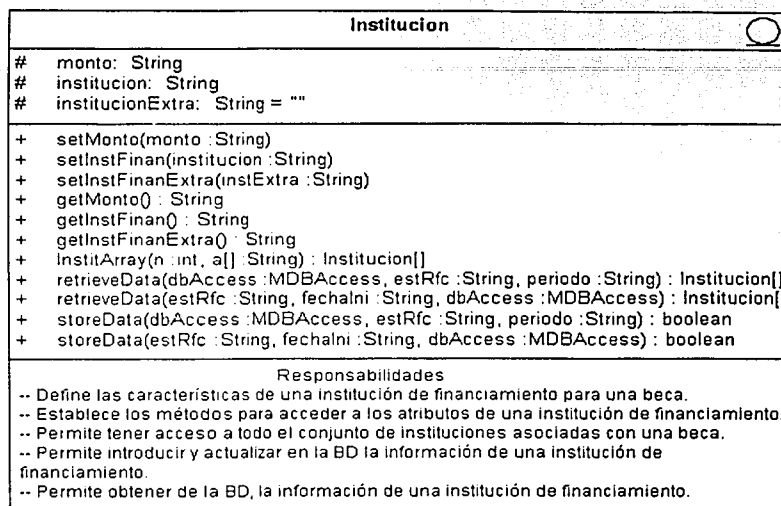 Institucion
# monto: String
# institucion: String
# institucionExtra: String = ""
+ setMonto(monto :String)
+ setInstFinan(institucion :String)
+ setInstFinanExtra(instExtra :String)
+ getMonto() : String
+ getInstFinan() : String
+ getInstFinanExtra() : String
+ InstitArray(n :int, a[] :String) : Institucion[]
+ retrieveData(dbAccess :MDBAccess, estRfc :String, periodo :String) : Institucion[]
+ retrieveData(estRfc :String, fechaIni :String, dbAccess :MDBAccess) : Institucion[
+ storeData(dbAccess :MDBAccess, estRfc :String, periodo :String) : boolean
+ storeData(estRfc :String, fechaIni :String, dbAccess :MDBAccess) : boolean
Responsabilidades
-- Define las características de una institución de financiamiento para una beca.
-- Establece los métodos para acceder a los atributos de una institución de financiamiento.
-- Permite tener acceso a todo el conjunto de instituciones asociadas con una beca.
-- Permite introducir y actualizar en la BD la información de una institución de
financiamiento.
-- Permite obtener de la BD, la información de una institución de financiamiento.